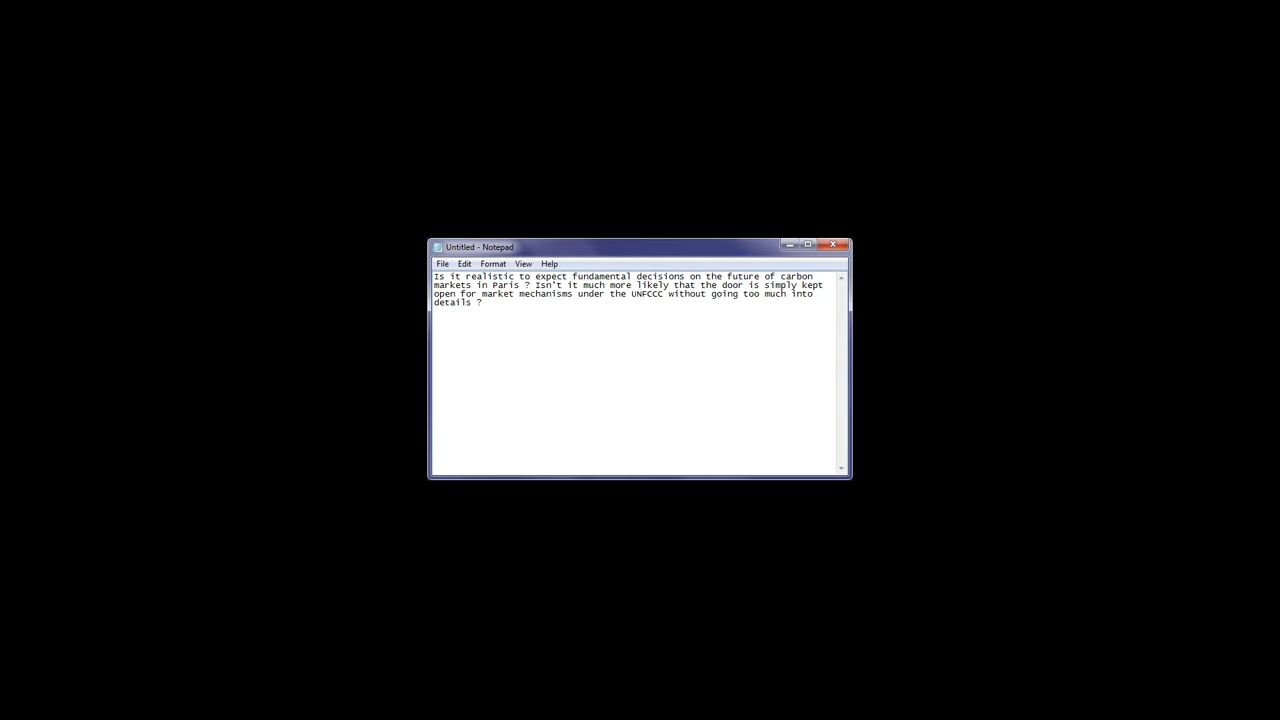 Untitled - Notepad
File Edit Format View Help
Is it realistic to expect fundamental decisions on the future of carbon
markets in Paris ? Isn't it much more likely that the door is simply kept
open for market mechanisms under the UNFCCC without going too much into
details ?